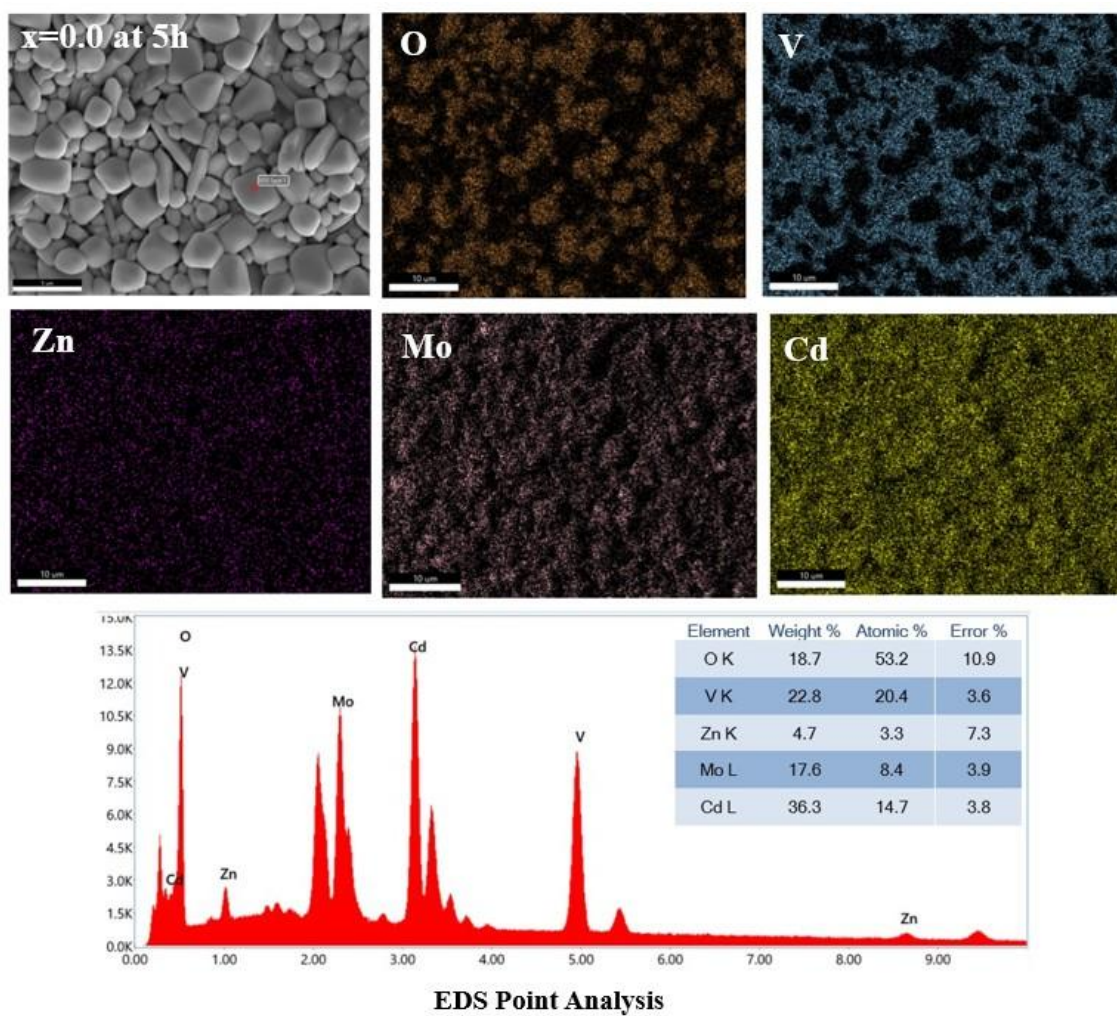 x=0.0 at 5h
O
V
10 um
10 um
Zn
Mo
Cd
10 um
10 um
10 um
Element Weight % Atomic % Error %
O K 18.7 53.2 10.9
V K 22.8 20.4 3.6
Zn K 4.7 3.3 7.3
Mo L 17.6 8.4 3.9
Cd L 36.3 14.7 3.8
15.0K
13.5K
12.0K
10.5K
9.0K
7.5K
6.0K
4.5K
3.0K
1.5K
0.0K
O
V
Cd
Zn
Mo
Cd
V
Zn
0.00 1.00 2.00 3.00 4.00 5.00 6.00 7.00 8.00 9.00
EDS Point Analysis